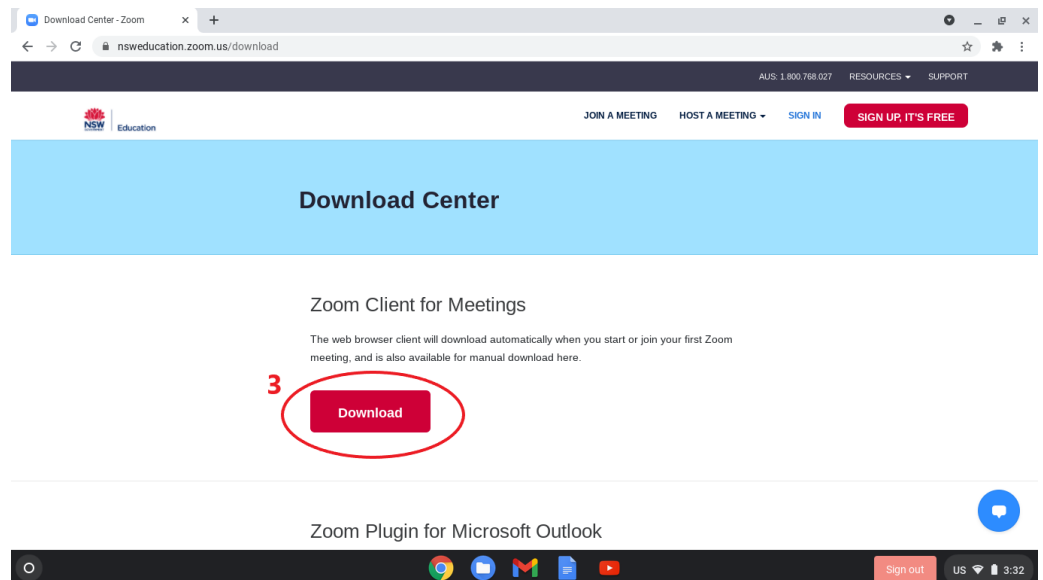 Download Center - Zoom
nsweducation.zoom.us/download
AUS: 1.800.768.027 RESOURCES SUPPORT
NSW Education
JOIN A MEETING HOST A MEETING SIGN IN SIGN UP, IT'S FREE
Download Center
Zoom Client for Meetings
The web browser client will download automatically when you start or join your first Zoom
meeting, and is also available for manual download here.
3
Download
Zoom Plugin for Microsoft Outlook
Sign out US 3:32